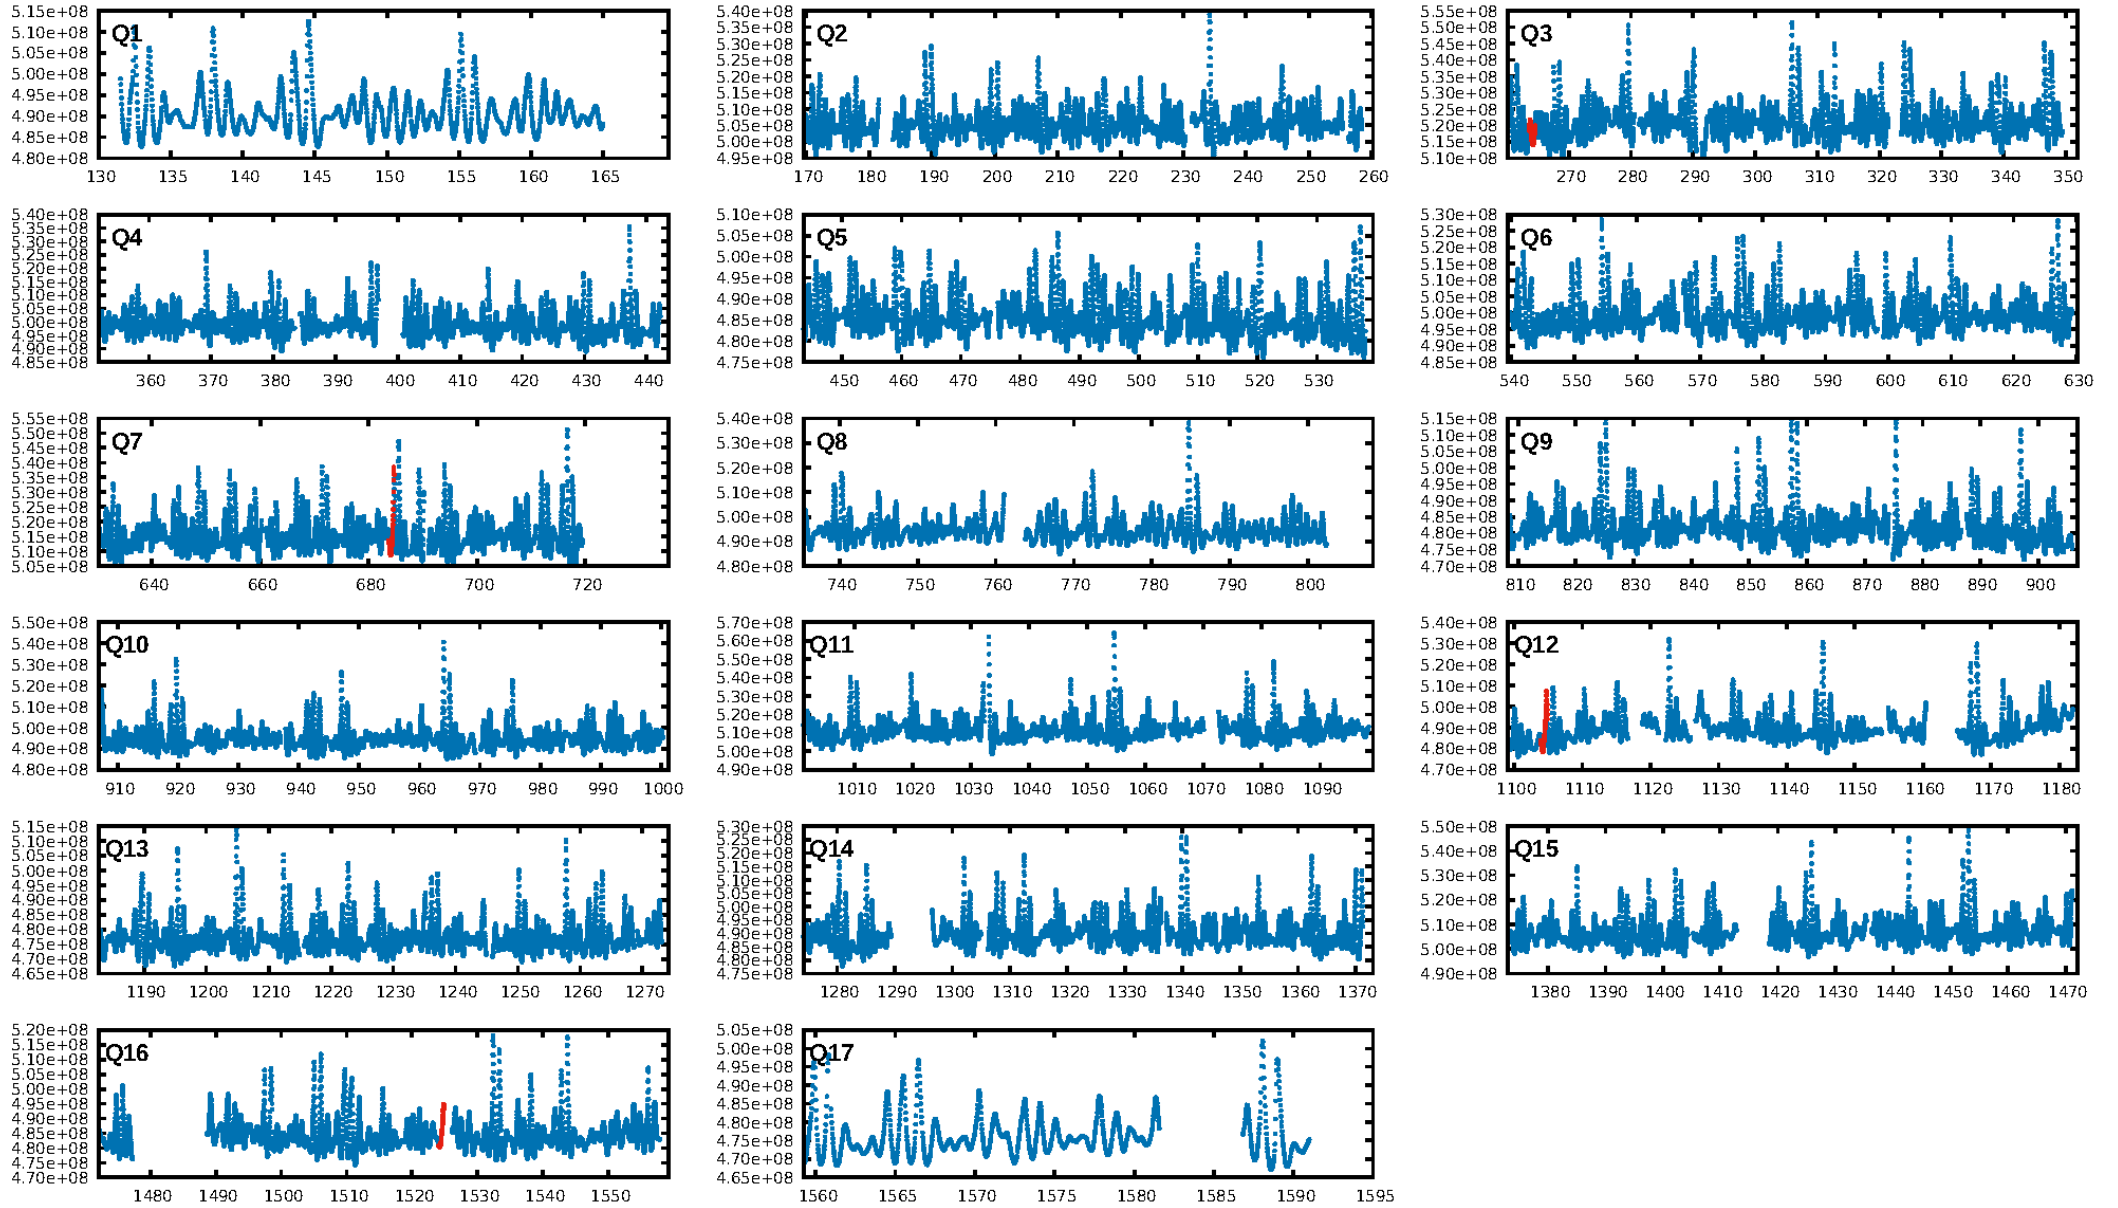 5.15e+08 5.10e+08 5.05e+08 5.00e+08 4.95e+08 4.90e+08 4.85e+08 4.80e+08
Q1
130 135 140 145 150 155 160 165
5.40e+08 5.35e+08 5.30e+08 5.25e+08 5.20e+08 5.15e+08 5.10e+08 5.05e+08 5.00e+08 4.95e+08
Q2
170 180 190 200 210 220 230 240 250 260
5.55e+08 5.50e+08 5.45e+08 5.40e+08 5.35e+08 5.30e+08 5.25e+08 5.20e+08 5.15e+08 5.10e+08
Q3
270 280 290 300 310 320 330 340 350
5.40e+08 5.35e+08 5.30e+08 5.25e+08 5.20e+08 5.15e+08 5.10e+08 5.05e+08 5.00e+08 4.95e+08 4.90e+08 4.85e+08
Q4
360 370 380 390 400 410 420 430 440
5.10e+08 5.05e+08 5.00e+08 4.95e+08 4.90e+08 4.85e+08 4.80e+08 4.75e+08
Q5
450 460 470 480 490 500 510 520 530
5.30e+08 5.25e+08 5.20e+08 5.15e+08 5.10e+08 5.05e+08 5.00e+08 4.95e+08 4.90e+08 4.85e+08
Q6
540 550 560 570 580 590 600 610 620 630
5.55e+08 5.50e+08 5.45e+08 5.40e+08 5.35e+08 5.30e+08 5.25e+08 5.20e+08 5.15e+08 5.10e+08 5.05e+08
Q7
640 660 680 700 720
5.40e+08 5.30e+08 5.20e+08 5.10e+08 5.00e+08 4.90e+08 4.80e+08
Q8
740 750 760 770 780 790 800
5.15e+08 5.10e+08 5.05e+08 5.00e+08 4.95e+08 4.90e+08 4.85e+08 4.80e+08 4.75e+08 4.70e+08
Q9
810 820 830 840 850 860 870 880 890 900
5.50e+08 5.40e+08 5.30e+08 5.20e+08 5.10e+08 5.00e+08 4.90e+08 4.80e+08
Q10
910 920 930 940 950 960 970 980 990 1000
5.70e+08 5.60e+08 5.50e+08 5.40e+08 5.30e+08 5.20e+08 5.10e+08 5.00e+08 4.90e+08
Q11
1010 1020 1030 1040 1050 1060 1070 1080 1090
5.40e+08 5.30e+08 5.20e+08 5.10e+08 5.00e+08 4.90e+08 4.80e+08 4.70e+08
Q12
1100 1110 1120 1130 1140 1150 1160 1170 1180
5.15e+08 5.10e+08 5.05e+08 5.00e+08 4.95e+08 4.90e+08 4.85e+08 4.80e+08 4.75e+08 4.70e+08 4.65e+08
Q13
1190 1200 1210 1220 1230 1240 1250 1260 1270
5.30e+08 5.25e+08 5.20e+08 5.15e+08 5.10e+08 5.05e+08 5.00e+08 4.95e+08 4.90e+08 4.85e+08 4.80e+08 4.75e+08
Q14
1280 1290 1300 1310 1320 1330 1340 1350 1360 1370
5.50e+08 5.40e+08 5.30e+08 5.20e+08 5.10e+08 5.00e+08 4.90e+08
Q15
1380 1390 1400 1410 1420 1430 1440 1450 1460 1470
5.20e+08 5.15e+08 5.10e+08 5.05e+08 5.00e+08 4.95e+08 4.90e+08 4.85e+08 4.80e+08 4.75e+08 4.70e+08
Q16
1480 1490 1500 1510 1520 1530 1540 1550
5.05e+08 5.00e+08 4.95e+08 4.90e+08 4.85e+08 4.80e+08 4.75e+08 4.70e+08 4.65e+08
Q17
1560 1565 1570 1575 1580 1585 1590 1595